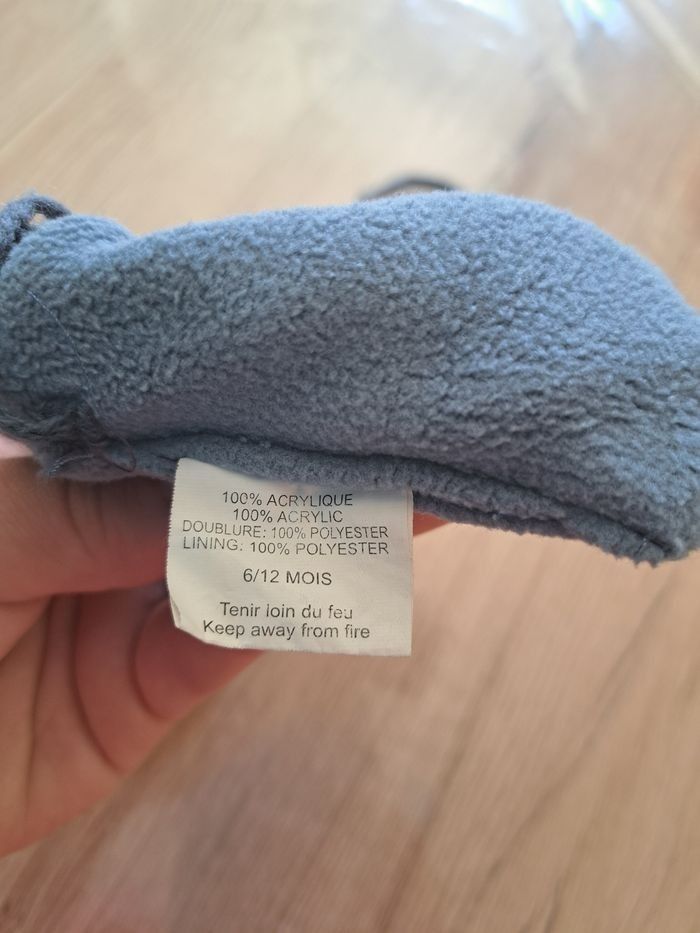 100% ACRYLIQUE
100% ACRYLIC
DOUBLURE: 100% POLYESTER
LINING: 100% POLYESTER
6/12 MOIS
Tenir loin du feu
Keep away from fire